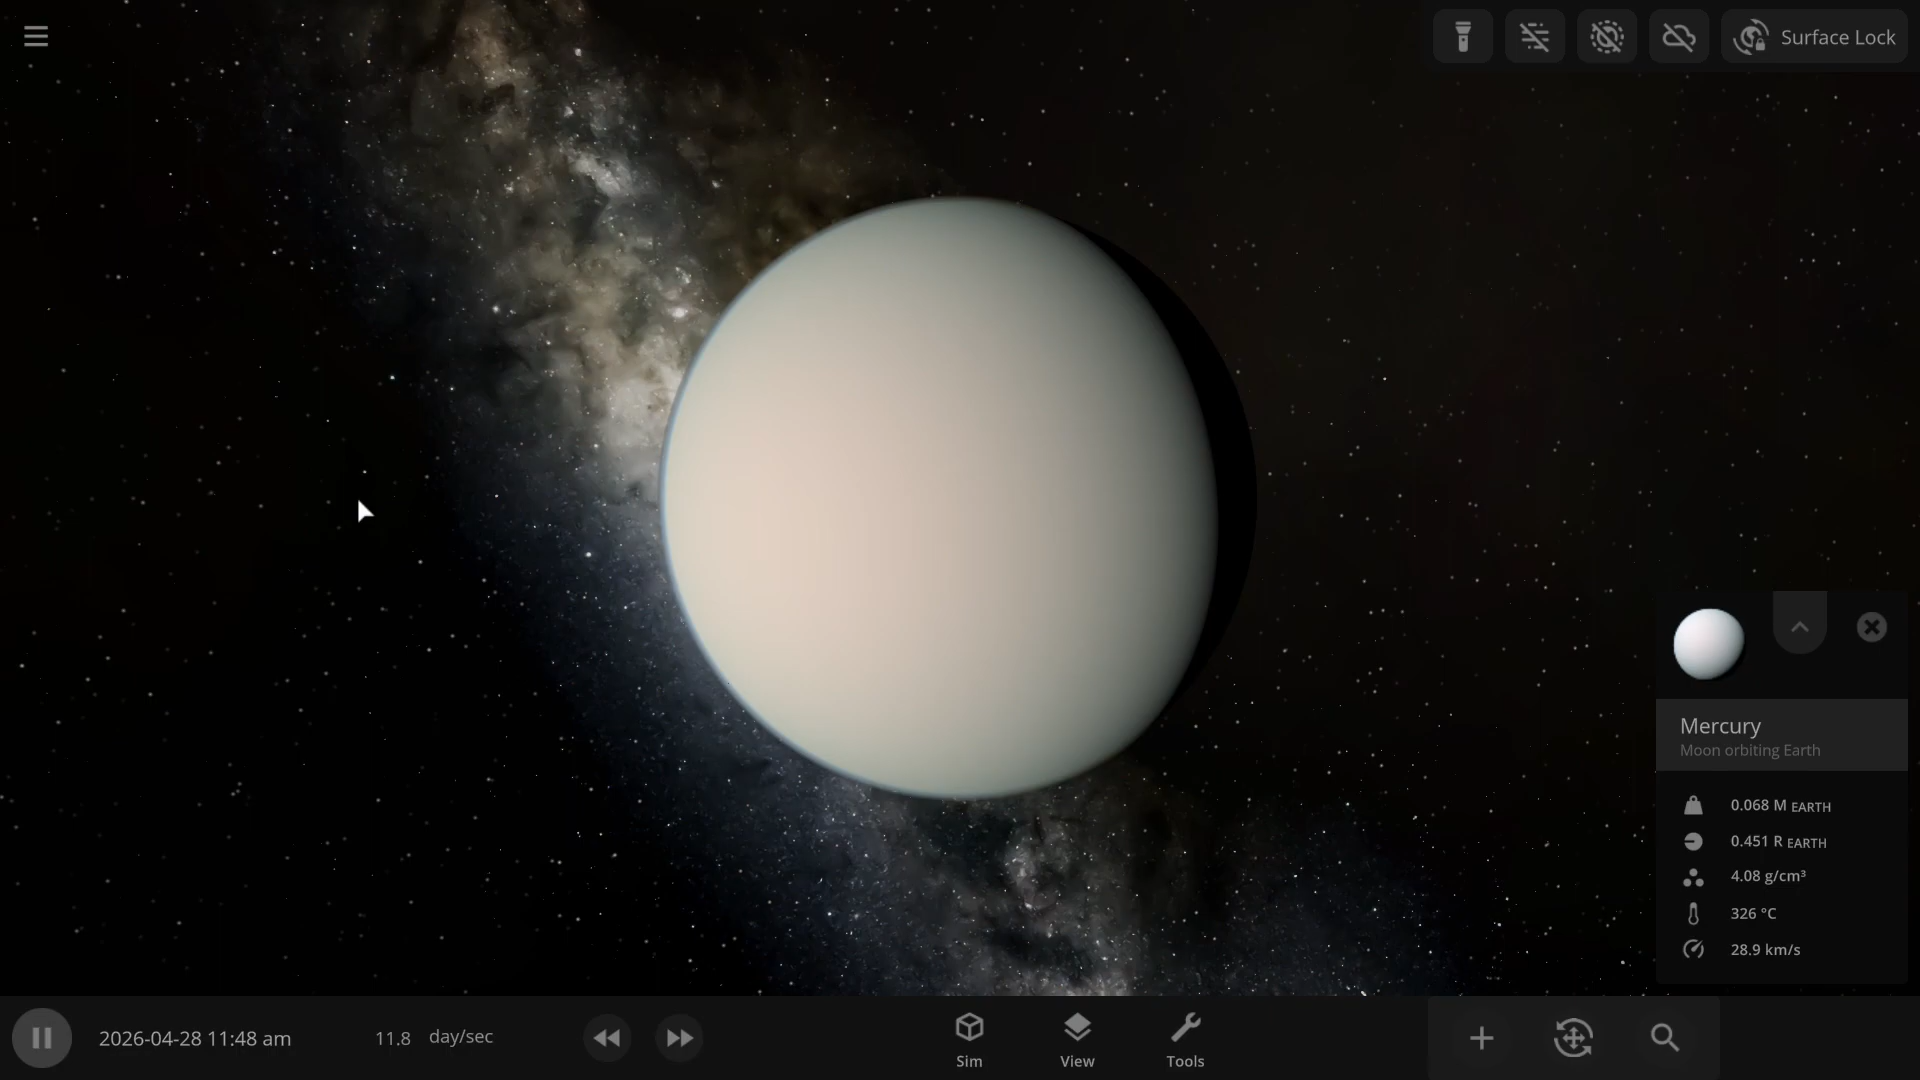 Surface Lock
Mercury
Moon orbiting Earth
0.068 M EARTH
0.451 R EARTH
4.08 g/cm³
326 °C
28.9 km/s
2026-04-28 11:48 am
11.8 day/sec
Sim
View
Tools